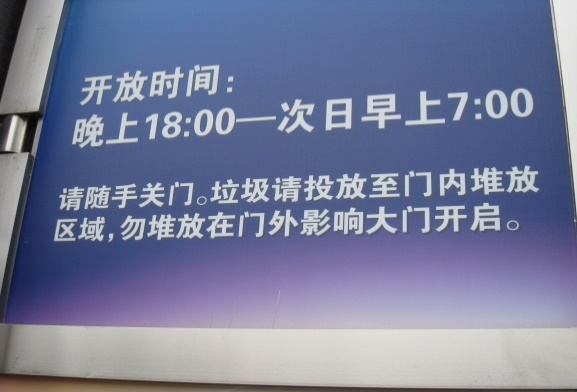 开放时间：
晚上18:00—次日早上7:00
请随手关门。垃圾请投放至门内堆放
区域，勿堆放在门外影响大门开启。